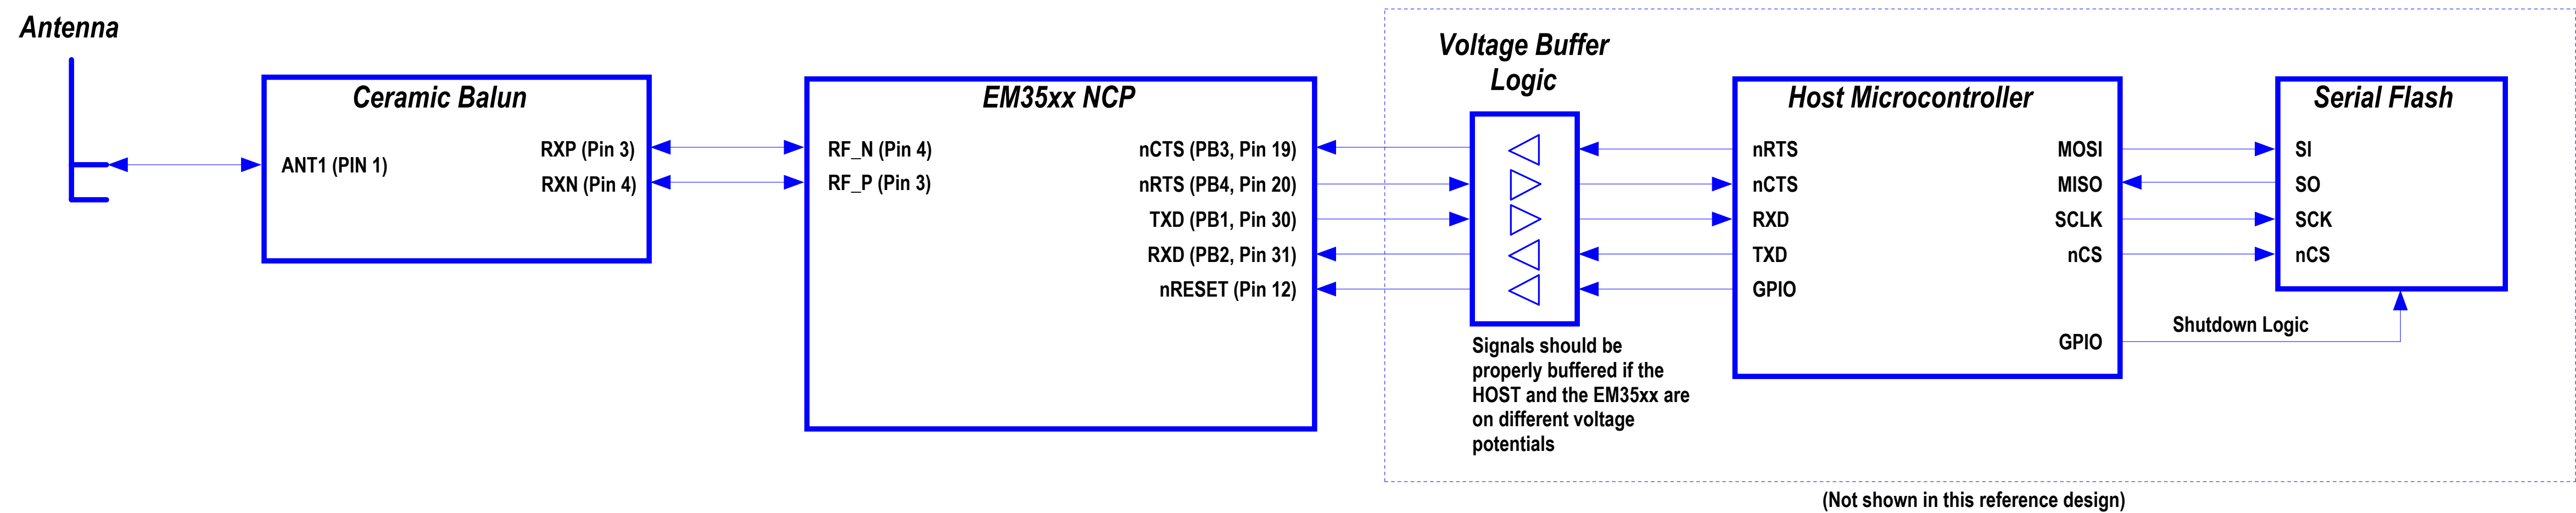 Antenna
Ceramic Balun
ANT1 (PIN 1)
RXP (Pin 3)
RXN (Pin 4)
EM35xx NCP
RF_N (Pin 4)
RF_P (Pin 3)
nCTS (PB3, Pin 19)
nRTS (PB4, Pin 20)
TXD (PB1, Pin 30)
RXD (PB2, Pin 31)
nRESET (Pin 12)
Voltage Buffer
Logic
Signals should be
properly buffered if the
HOST and the EM35xx are
on different voltage
potentials
Host Microcontroller
nRTS
nCTS
RXD
TXD
GPIO
MOSI
MISO
SCLK
nCS
GPIO
Shutdown Logic
Serial Flash
SI
SO
SCK
nCS
(Not shown in this reference design)